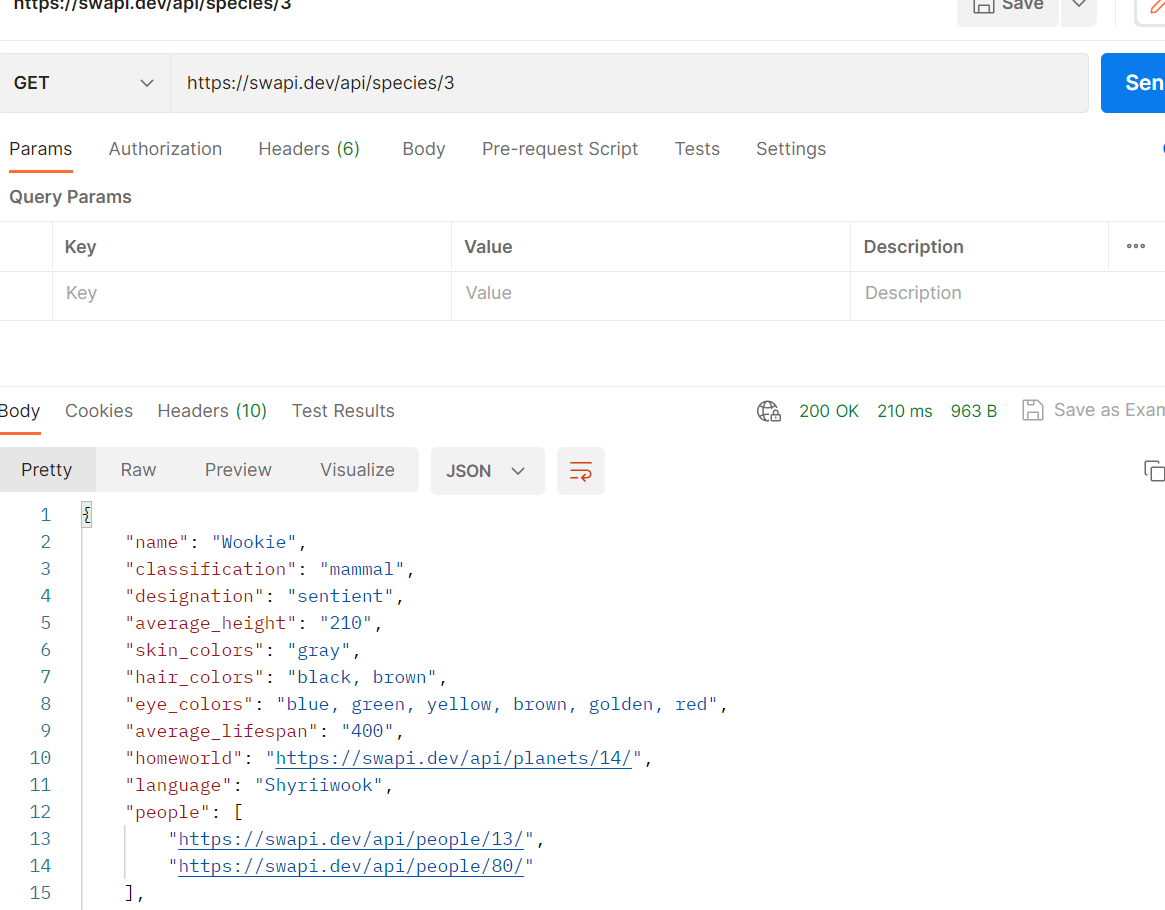 https://swapi.dev/api/species/3
Save
GET https://swapi.dev/api/species/3 Sen
Params Authorization Headers (6) Body Pre-request Script Tests Settings
Query Params
Key Value Description
Key Value Description
Body Cookies Headers (10) Test Results 200 OK 210 ms 963 B Save as Exam
Pretty Raw Preview Visualize JSON
1 {
2 "name": "Wookie",
3 "classification": "mammal",
4 "designation": "sentient",
5 "average_height": "210",
6 "skin_colors": "gray",
7 "hair_colors": "black, brown",
8 "eye_colors": "blue, green, yellow, brown, golden, red",
9 "average_lifespan": "400",
10 "homeworld": "https://swapi.dev/api/planets/14/",
11 "language": "Shyriiwook",
12 "people": [
13 "https://swapi.dev/api/people/13/",
14 "https://swapi.dev/api/people/80/"
15 ],